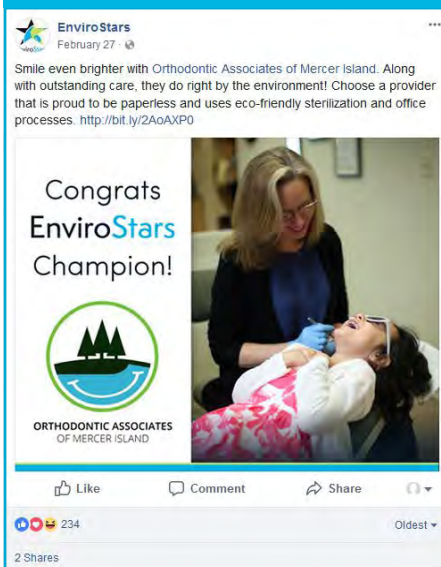 EnviroStars
February 27
Smile even brighter with Orthodontic Associates of Mercer Island. Along
with outstanding care, they do right by the environment! Choose a provider
that is proud to be paperless and uses eco-friendly sterilization and office
processes. http://bit.ly/2AoAXP0
Congrats
EnviroStars
Champion!
ORTHODONTIC ASSOCIATES
OF MERCER ISLAND
Like Comment Share
234 Oldest
2 Shares